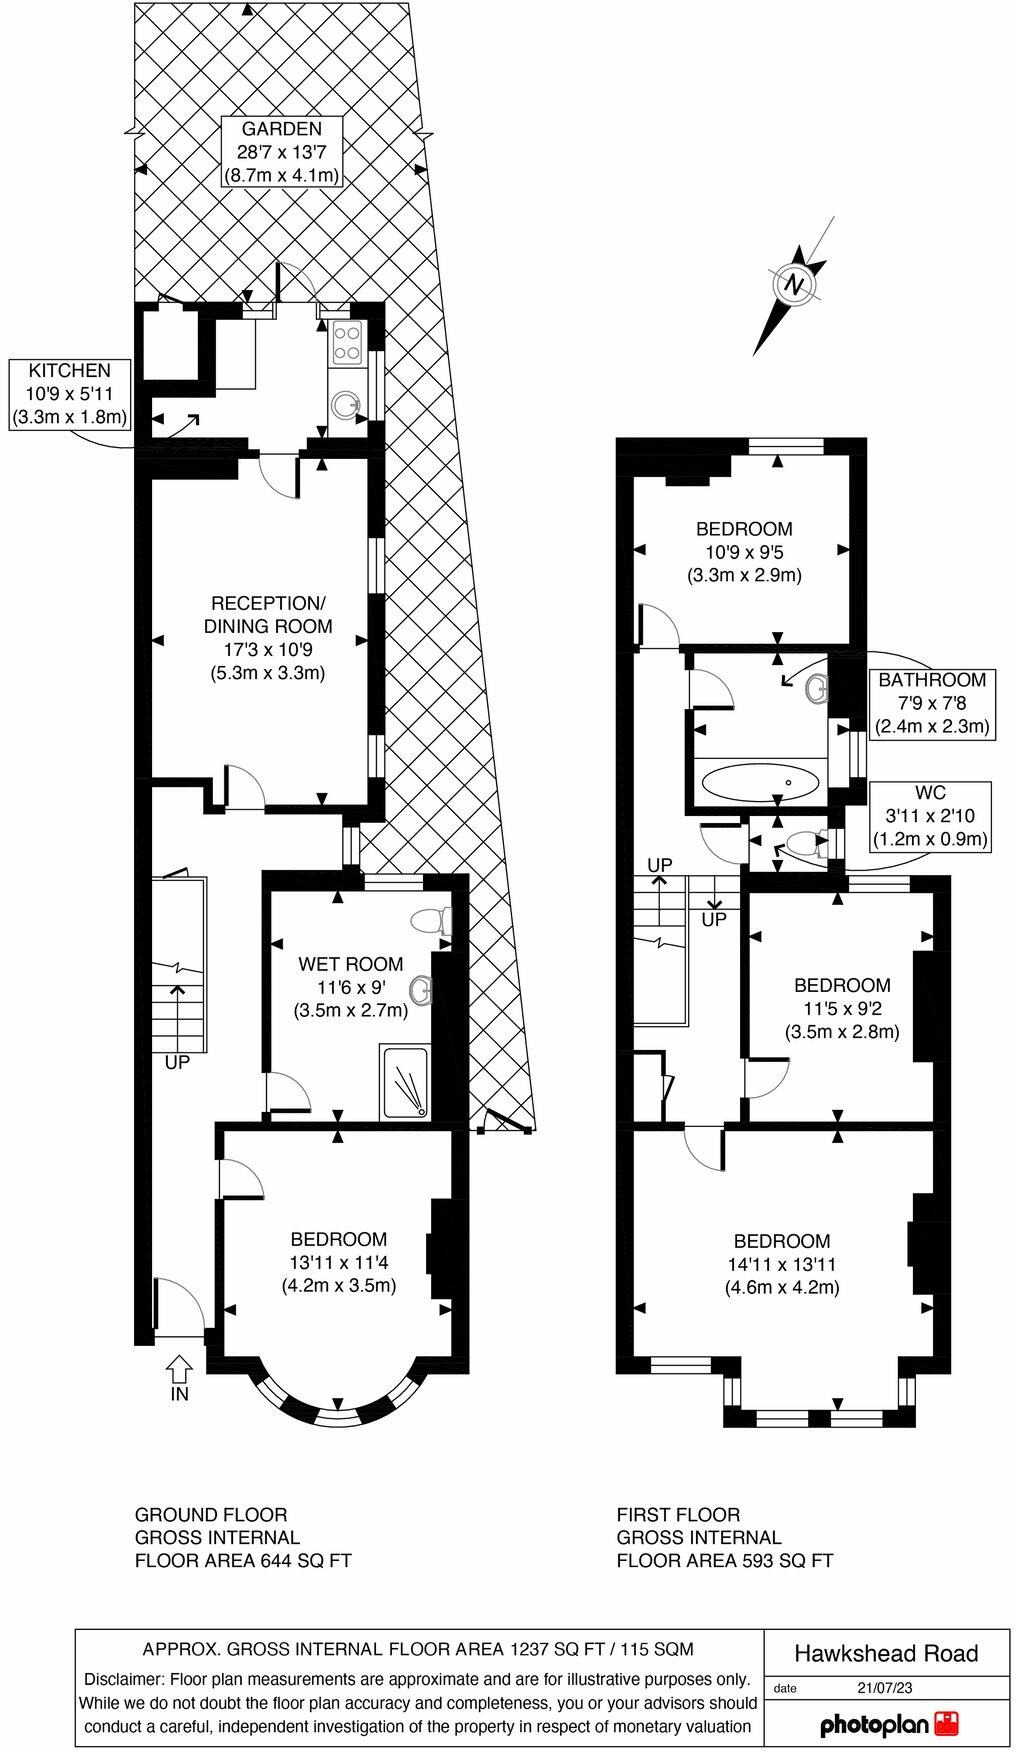 GARDEN
28'7 x 13'7
(8.7m x 4.1m)
N
KITCHEN
10'9 x 5'11
(3.3m x 1.8m)
RECEPTION/
DINING ROOM
17'3 x 10'9
(5.3m x 3.3m)
WET ROOM
11'6 x 9'
(3.5m x 2.7m)
UP
BEDROOM
13'11 x 11'4
(4.2m x 3.5m)
IN
BEDROOM
10'9 x 9'5
(3.3m x 2.9m)
BATHROOM
7'9 x 7'8
(2.4m x 2.3m)
WC
3'11 x 2'10
(1.2m x 0.9m)
UP
UP
BEDROOM
11'5 x 9'2
(3.5m x 2.8m)
BEDROOM
14'11 x 13'11
(4.6m x 4.2m)
GROUND FLOOR
GROSS INTERNAL
FLOOR AREA 644 SQ FT
FIRST FLOOR
GROSS INTERNAL
FLOOR AREA 593 SQ FT
APPROX. GROSS INTERNAL FLOOR AREA 1237 SQ FT / 115 SQM
Disclaimer: Floor plan measurements are approximate and are for illustrative purposes only.
While we do not doubt the floor plan accuracy and completeness, you or your advisors should
conduct a careful, independent investigation of the property in respect of monetary valuation
Hawkshead Road
date 21/07/23
photoplan